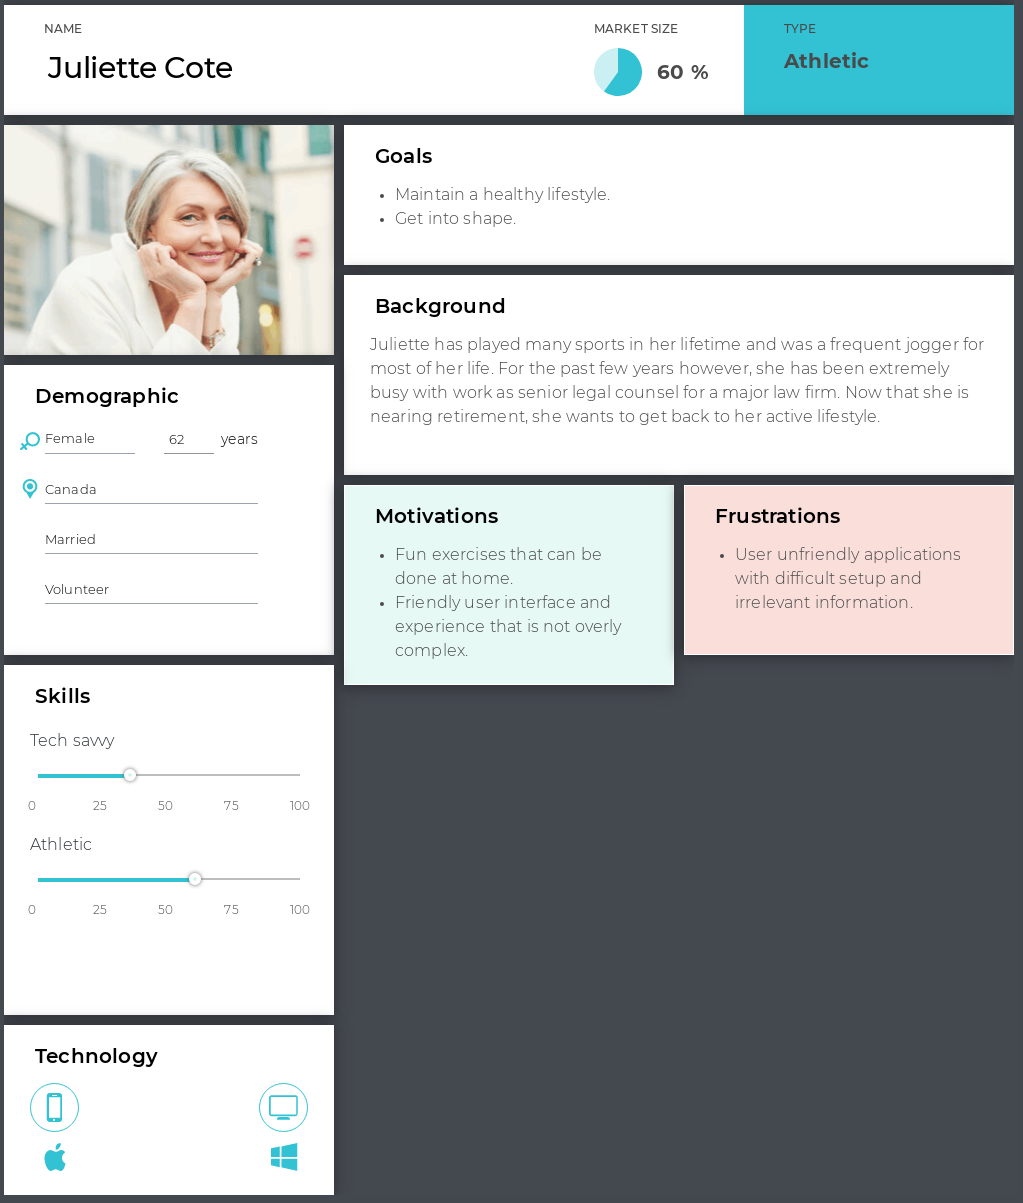 NAME
Juliette Cote
MARKET SIZE
60 %
TYPE
Athletic
Goals
• Maintain a healthy lifestyle.
• Get into shape.
Background
Juliette has played many sports in her lifetime and was a frequent jogger for
most of her life. For the past few years however, she has been extremely
busy with work as senior legal counsel for a major law firm. Now that she is
nearing retirement, she wants to get back to her active lifestyle.
Demographic
Female 62 years
Canada
Married
Volunteer
Motivations
• Fun exercises that can be
done at home.
• Friendly user interface and
experience that is not overly
complex.
Frustrations
• User unfriendly applications
with difficult setup and
irrelevant information.
Skills
Tech savvy
0 25 50 75 100
Athletic
0 25 50 75 100
Technology